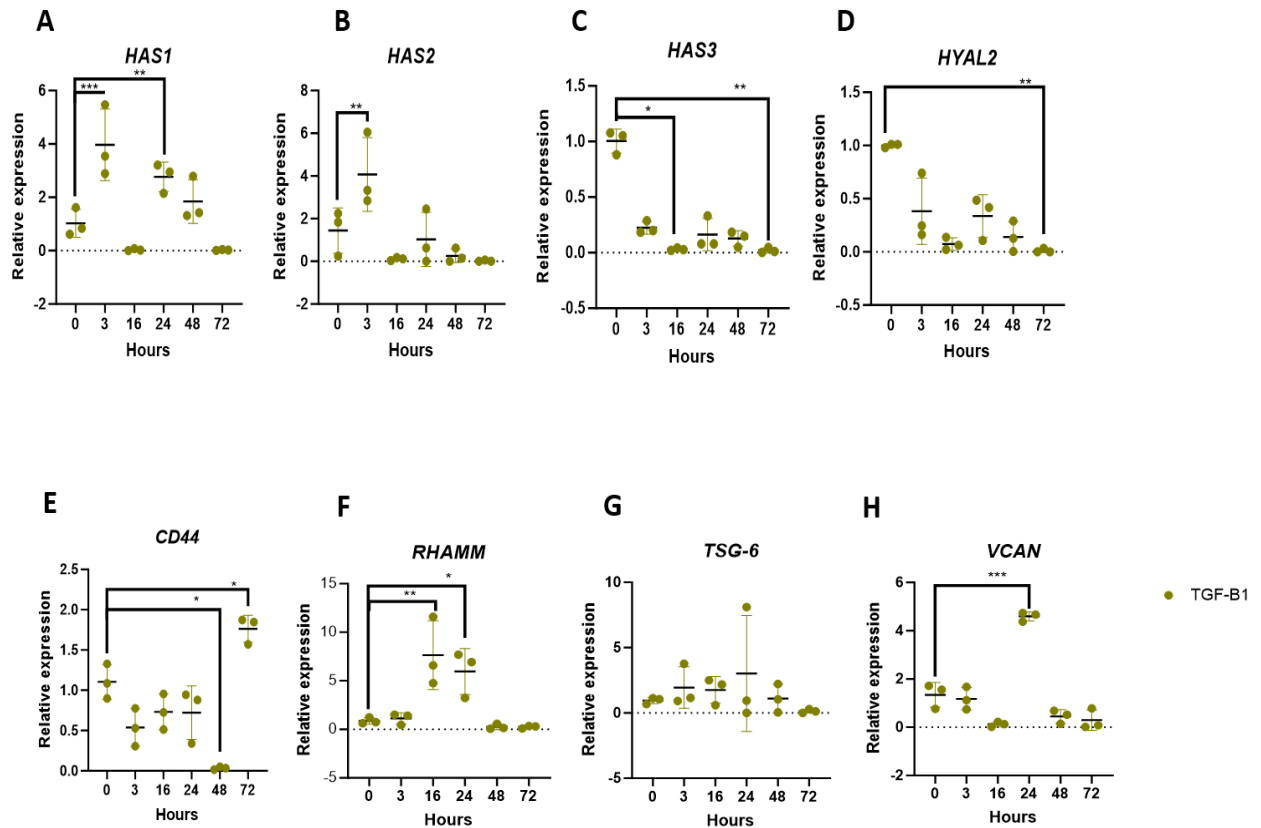 A
HAS1
**
***
6
4
2
0
-2
Relative expression
0 3 16 24 48 72
Hours
B
HAS2
**
6
8
4
2
0
-2
Relative expression
0 3 16 24 48 72
Hours
C
HAS3
**
*
1.5
1.0
0.5
0.0
-0.5
Relative expression
0 3 16 24 48 72
Hours
D
HYAL2
**
1.5
1.0
0.5
0.0
-0.5
Relative expression
0 3 16 24 48 72
Hours
E
CD44
*
*
2.5
2.0
1.5
1.0
0.5
0.0
Relative expression
0 3 16 24 48 72
Hours
F
RHAMM
*
**
15
10
5
0
-5
Relative expression
0 3 16 24 48 72
Hours
G
TSG-6
10
5
0
-5
Relative expression
0 3 16 24 48 72
Hours
H
VCAN
***
6
4
2
0
-2
Relative expression
0 3 16 24 48 72
Hours
TGF-B1